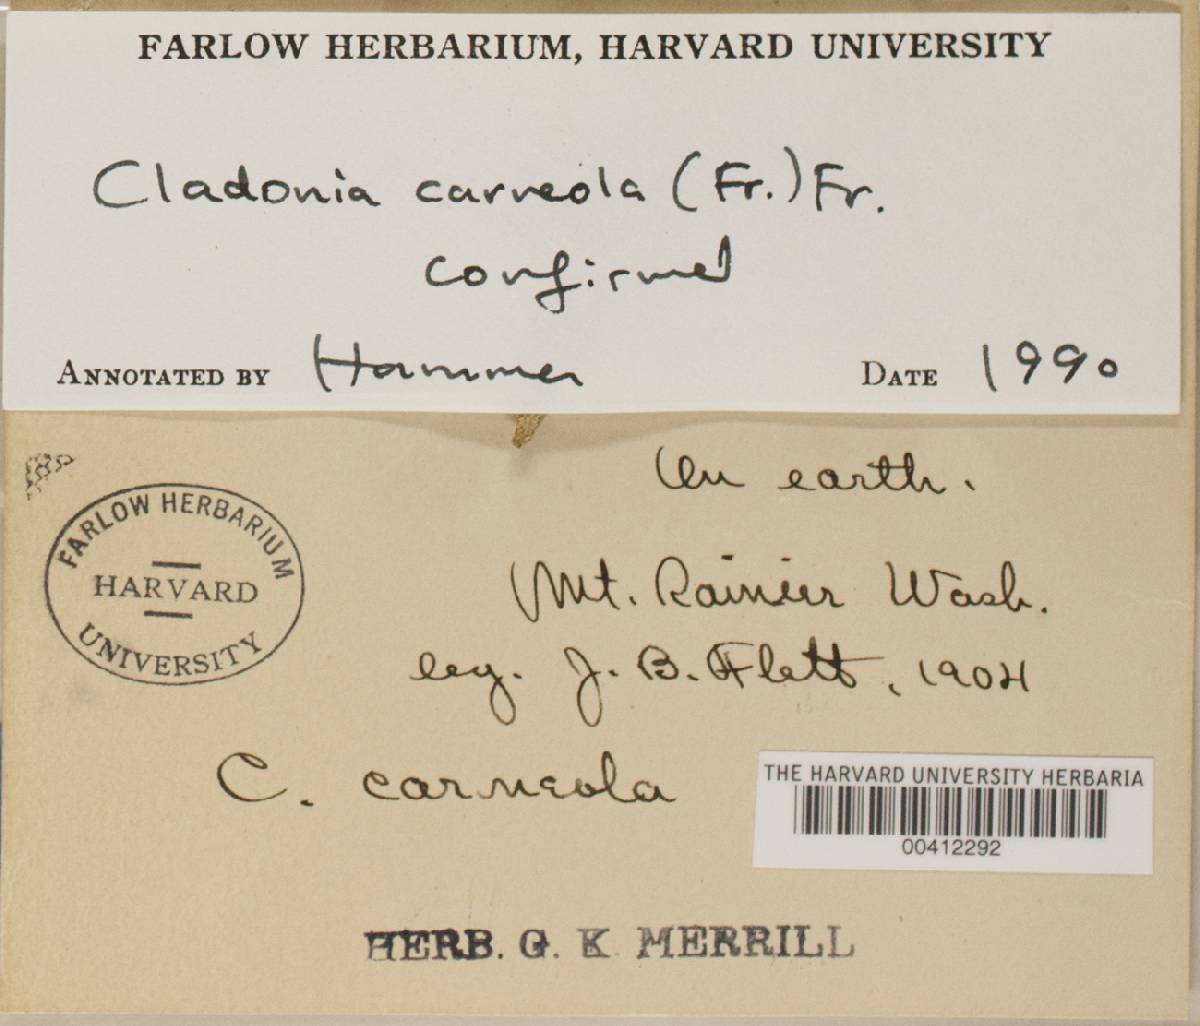 FARLOW HERBARIUM, HARVARD UNIVERSITY
Cladonia carneola (Fr.) Fr.
confirmed
ANNOTATED BY Hammer DATE 1990
On earth.
Mt. Rainier Wash.
leg. J. B. Flett, 1904
C. carneola
FARLOW HERBARIUM
HARVARD
UNIVERSITY
THE HARVARD UNIVERSITY HERBARIA
00412292
HERB. G. K MERRILL